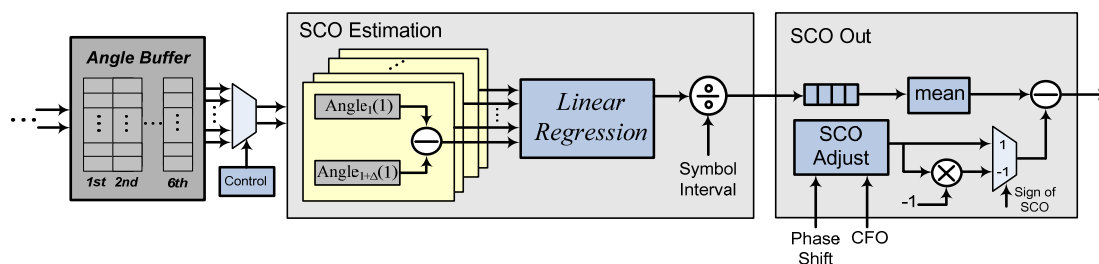 SCO Estimation
SCO Out
Angle Buffer
1st 2nd ... 6th
Control
Angle₁(1)
Angle₁₊Δ(1)
Linear
Regression
Symbol
Interval
mean
SCO
Adjust
1
-1
-1
Sign of
SCO
Phase
Shift
CFO